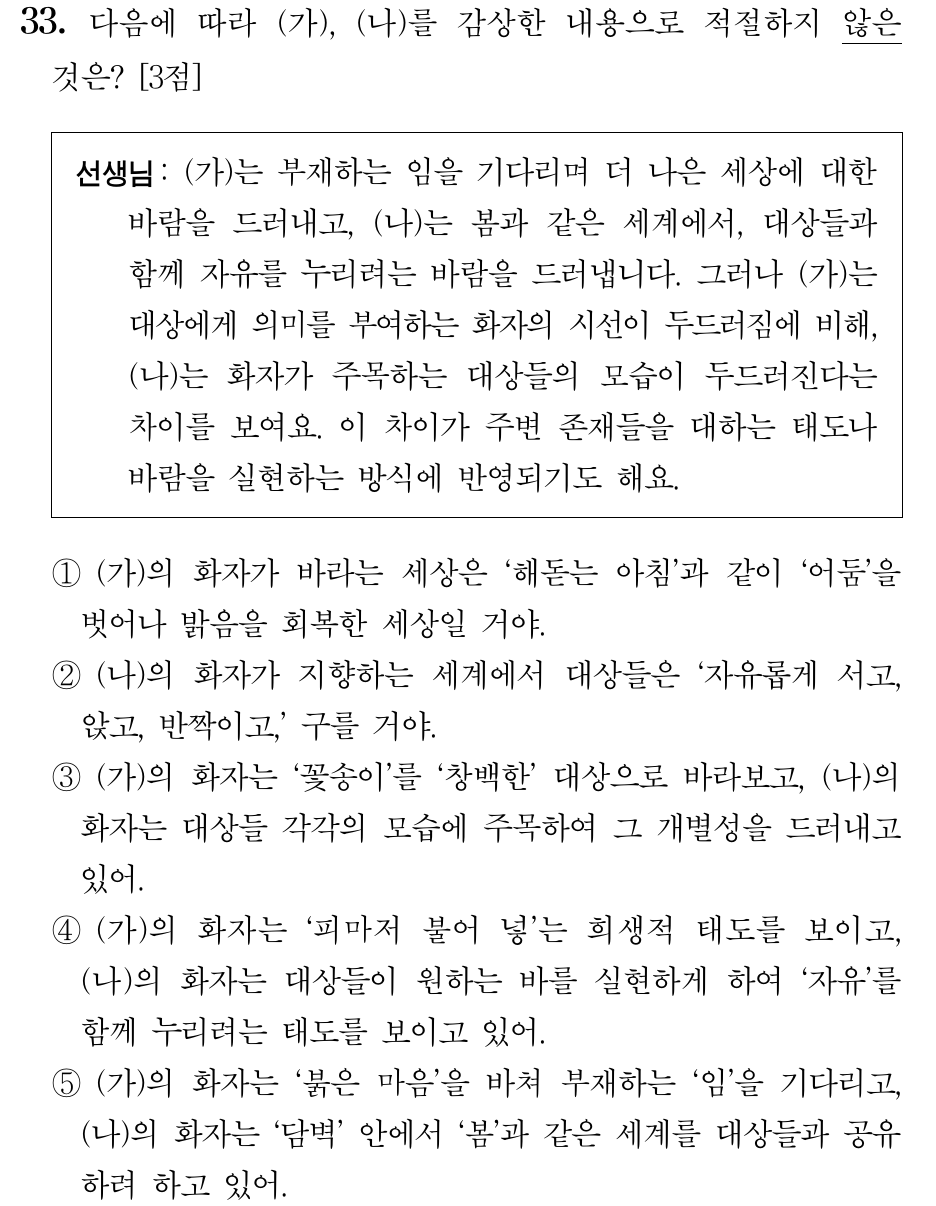 33. 다음에 따라 (가), (나)를 감상한 내용으로 적절하지 않은
것은? [3점]
선생님: (가)는 부재하는 임을 기다리며 더 나은 세상에 대한
바람을 드러내고, (나)는 봄과 같은 세계에서, 대상들과
함께 자유를 누리려는 바람을 드러냅니다. 그러나 (가)는
대상에게 의미를 부여하는 화자의 시선이 두드러짐에 비해,
(나)는 화자가 주목하는 대상들의 모습이 두드러진다는
차이를 보여요. 이 차이가 주변 존재들을 대하는 태도나
바람을 실현하는 방식에 반영되기도 해요.
① (가)의 화자가 바라는 세상은 ‘해돋는 아침’과 같이 ‘어둠’을
벗어나 밝음을 회복한 세상일 거야.
② (나)의 화자가 지향하는 세계에서 대상들은 ‘자유롭게 서고,
앉고, 반짝이고,’ 구를 거야.
③ (가)의 화자는 ‘꽃송이’를 ‘창백한’ 대상으로 바라보고, (나)의
화자는 대상들 각각의 모습에 주목하여 그 개별성을 드러내고
있어.
④ (가)의 화자는 ‘피마저 불어 넣’는 희생적 태도를 보이고,
(나)의 화자는 대상들이 원하는 바를 실현하게 하여 ‘자유’를
함께 누리려는 태도를 보이고 있어.
⑤ (가)의 화자는 ‘붉은 마음’을 바쳐 부재하는 ‘임’을 기다리고,
(나)의 화자는 ‘담벽’ 안에서 ‘봄’과 같은 세계를 대상들과 공유
하려 하고 있어.